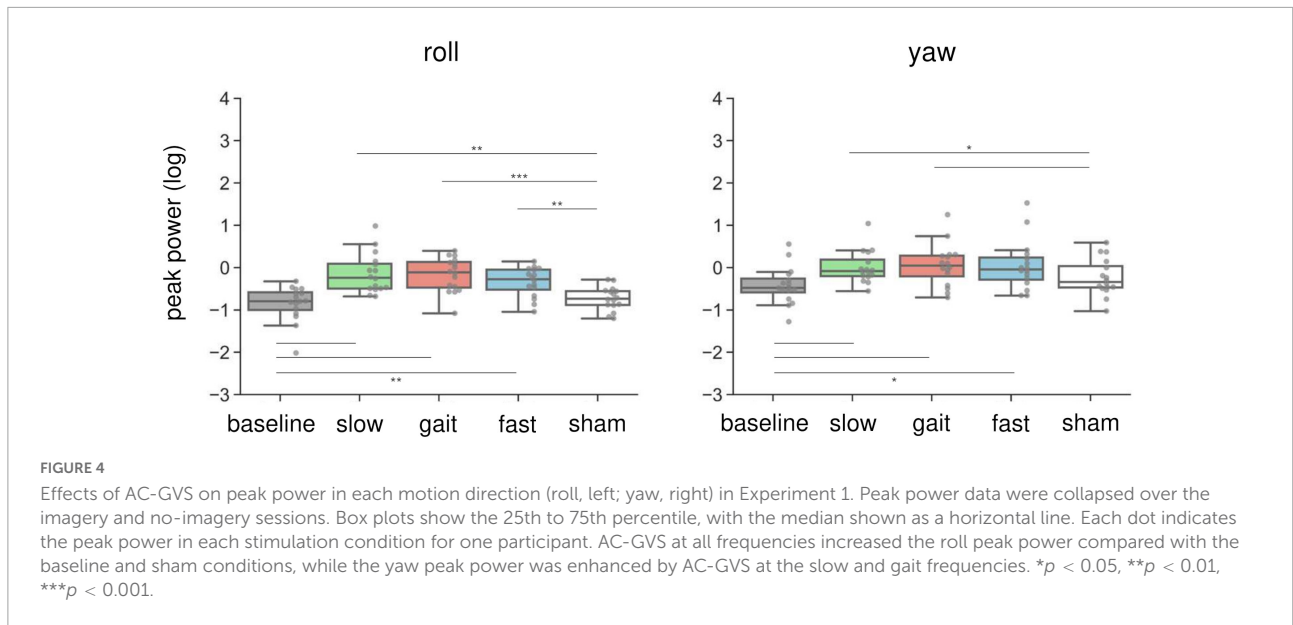 roll
yaw
peak power (log)
4
3
2
1
0
−1
−2
−3
**
***
**
**
baseline slow gait fast sham
4
3
2
1
0
−1
−2
−3
*
*
baseline slow gait fast sham
FIGURE 4
Effects of AC-GVS on peak power in each motion direction (roll, left; yaw, right) in Experiment 1. Peak power data were collapsed over the
imagery and no-imagery sessions. Box plots show the 25th to 75th percentile, with the median shown as a horizontal line. Each dot indicates
the peak power in each stimulation condition for one participant. AC-GVS at all frequencies increased the roll peak power compared with the
baseline and sham conditions, while the yaw peak power was enhanced by AC-GVS at the slow and gait frequencies. *p < 0.05, **p < 0.01,
***p < 0.001.